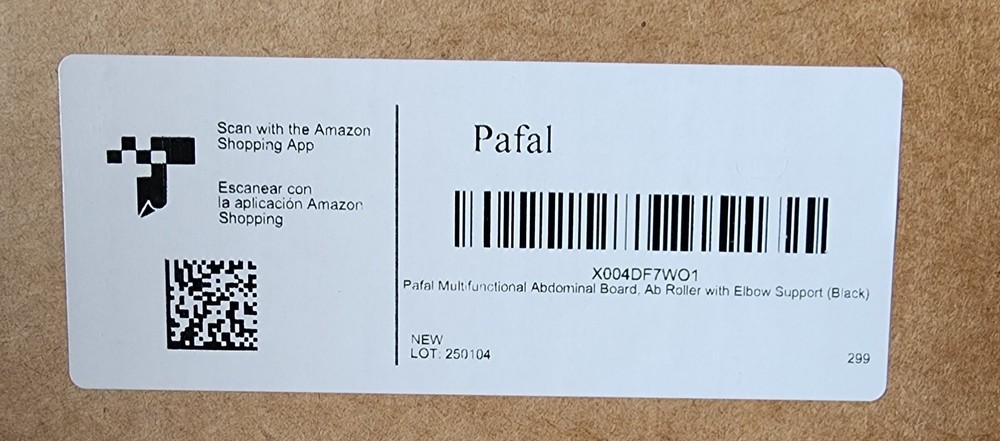 Scan with the Amazon
Shopping App
Escanear con
la aplicación Amazon
Shopping
Pafal
X004DF7WO1
Pafal Multifunctional Abdominal Board, Ab Roller with Elbow Support (Black)
NEW
LOT: 250104
299